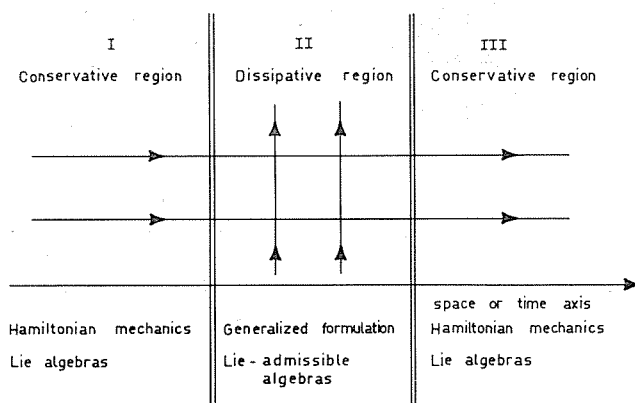 I
Conservative region
II
Dissipative region
III
Conservative region
space or time axis
Hamiltonian mechanics
Lie algebras
Generalized formulation
Lie - admissible
algebras
Hamiltonian mechanics
Lie algebras